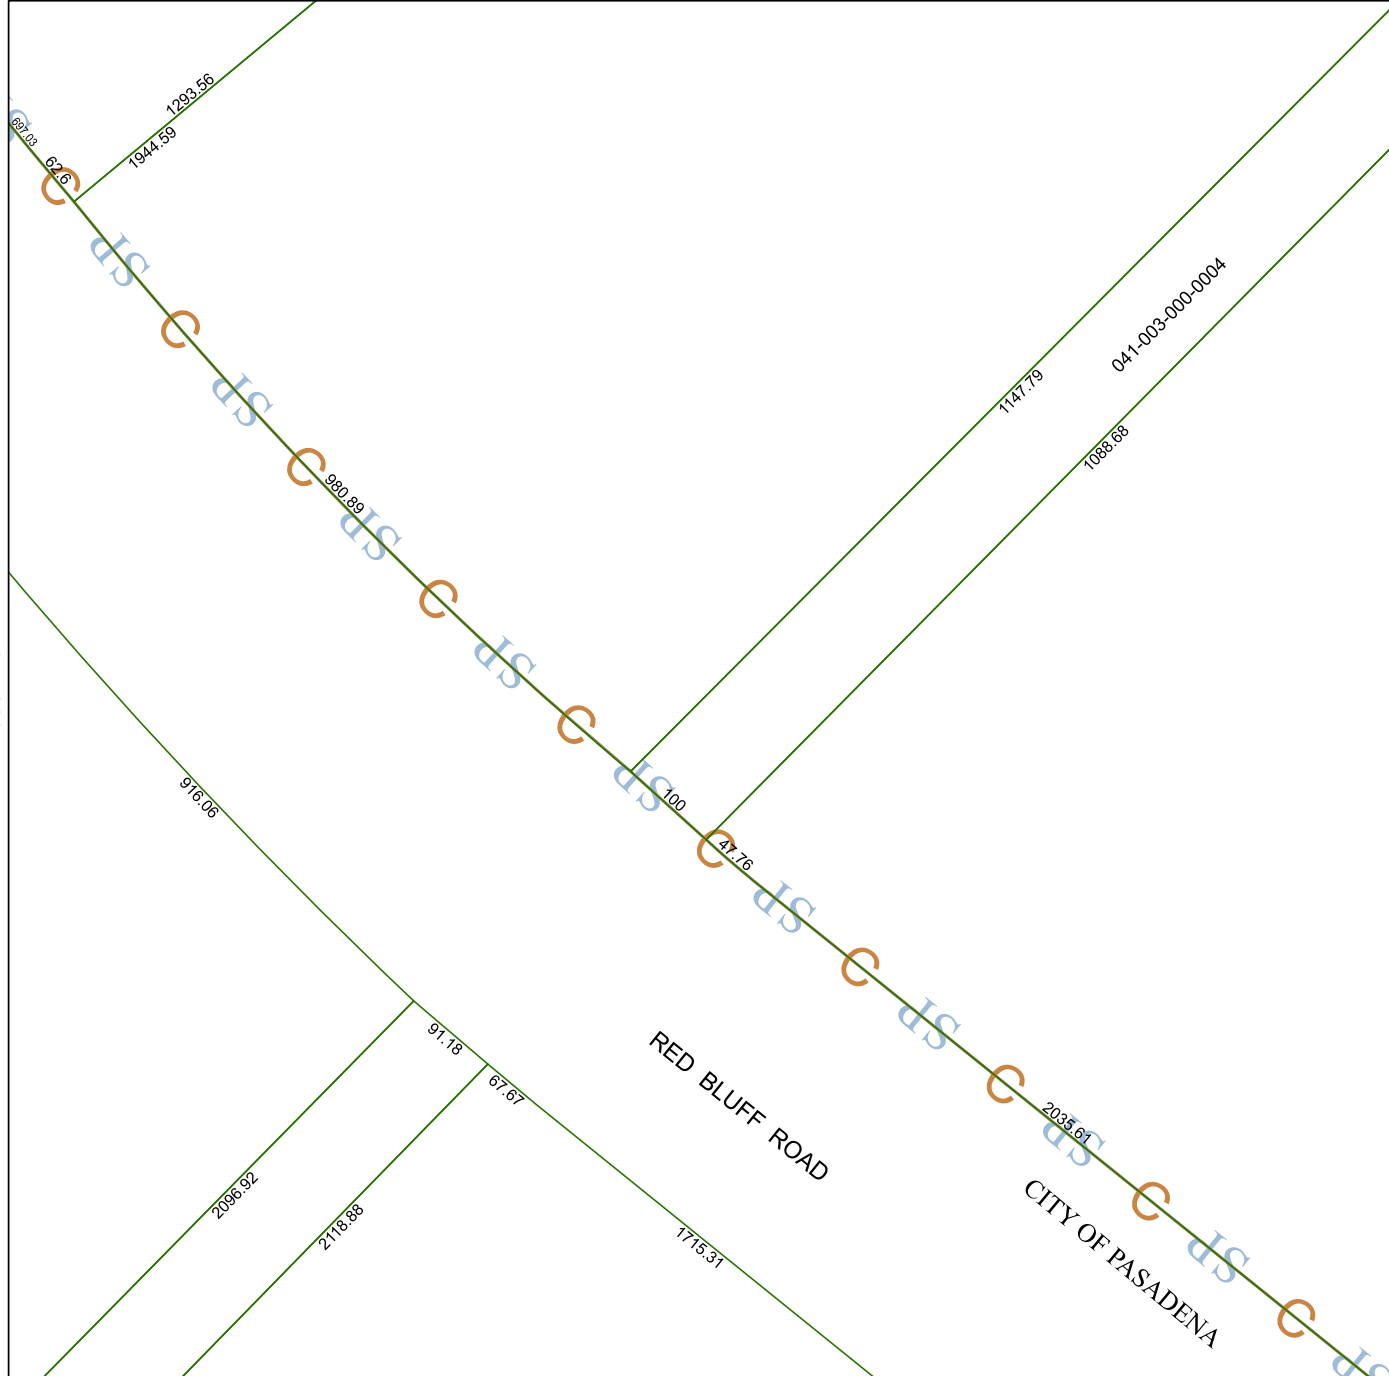 1293.56
1944.59
697.03
62.6
C
SP
C
SP
C
980.89
SP
C
SP
C
SP
100
C
47.76
SP
C
SP
C
2035.61
SP
C
SP
C
SP
1147.79
041-003-000-0004
1088.68
916.06
91.18
67.67
2096.92
2118.88
1715.31
RED BLUFF ROAD
CITY OF PASADENA